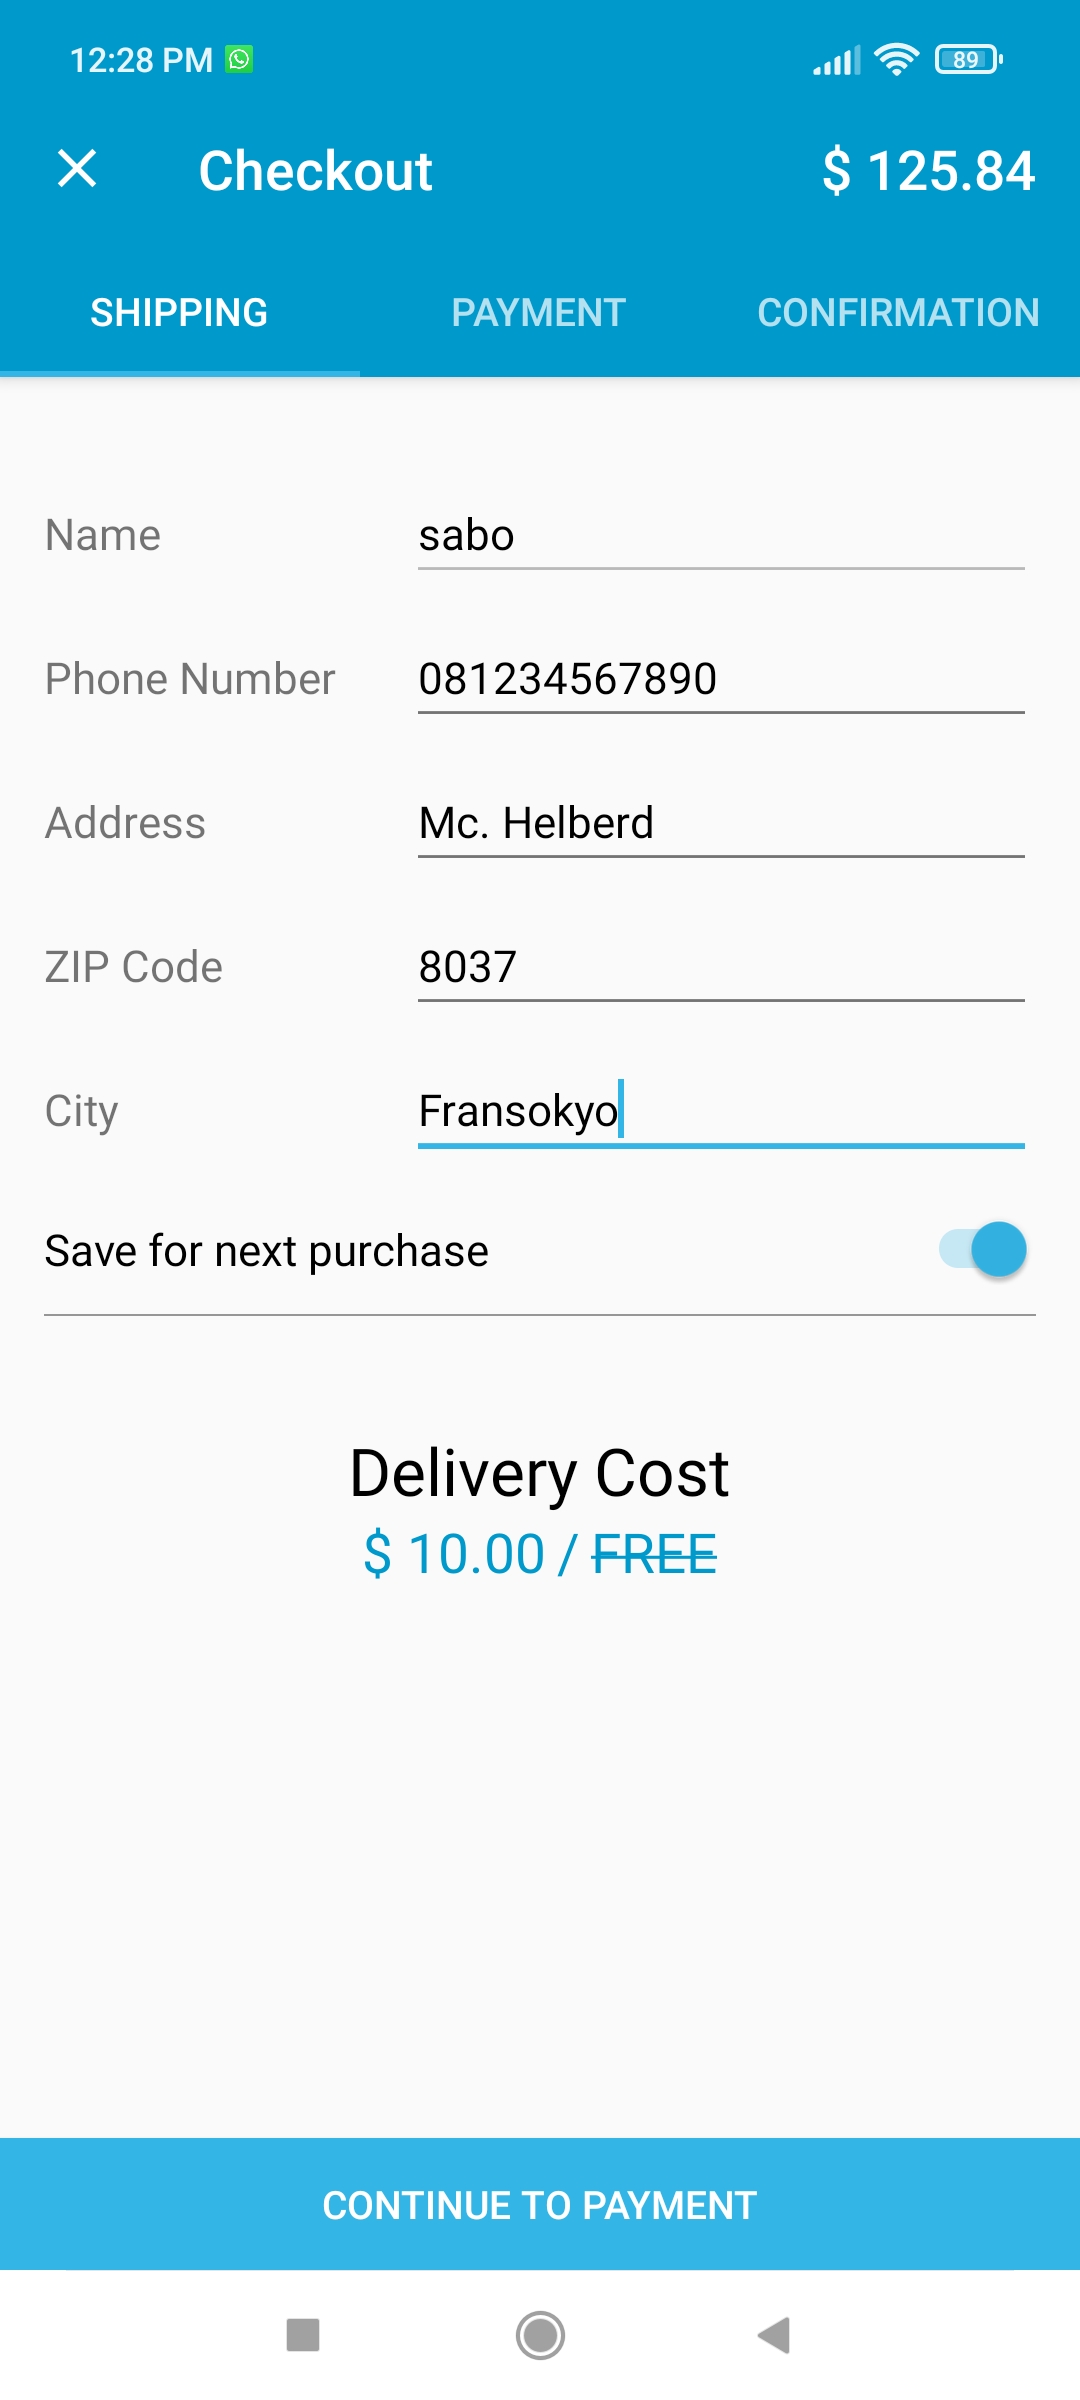 12:28 PM 89
Checkout $ 125.84
SHIPPING PAYMENT CONFIRMATION
Name sabo
Phone Number 081234567890
Address Mc. Helberd
ZIP Code 8037
City Fransokyo
Save for next purchase
Delivery Cost
$ 10.00 / FREE
CONTINUE TO PAYMENT